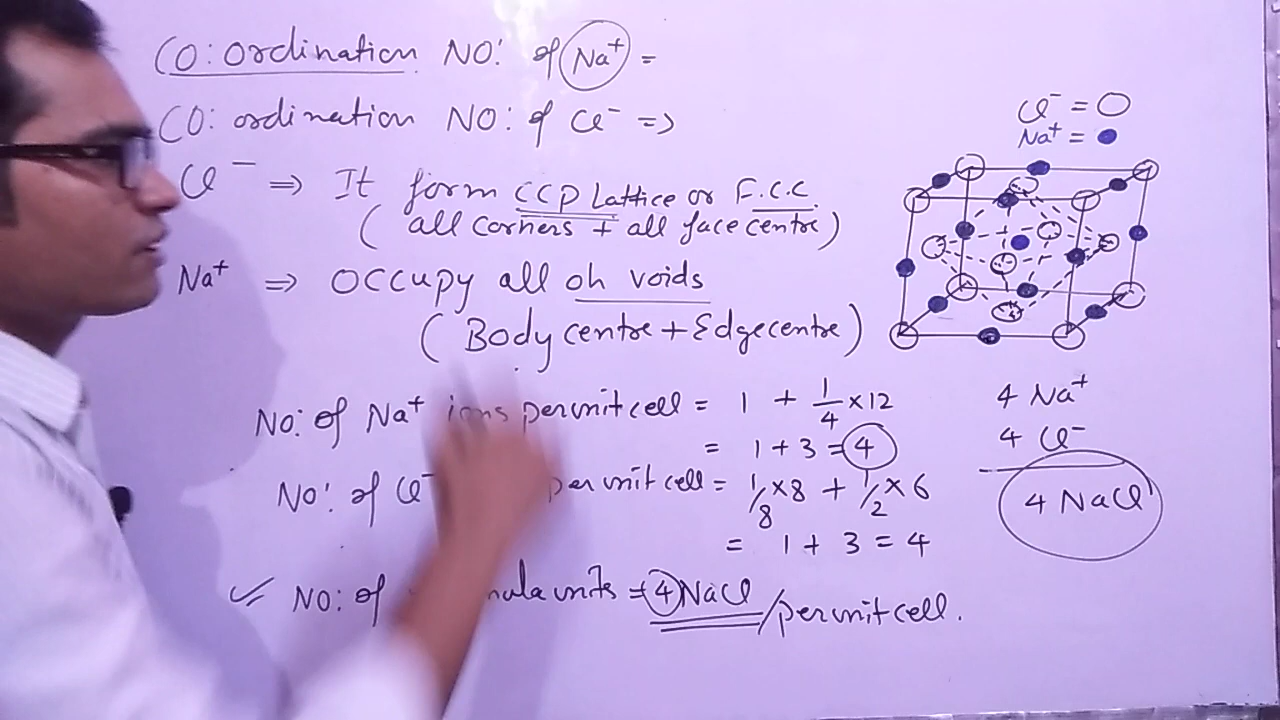 CO:Ordination NO: of Na⁺ =
CO: ordination NO: of Cl⁻ =>
Cl⁻ => It form CCP Lattice or F.C.C.
( all corners + all face centre )
Na⁺ => Occupy all oh voids
( Body centre + Edge centre )
NO: of Na⁺ ions per unit cell = 1 + 1/4 × 12
= 1 + 3 = 4
NO: of Cl⁻ per unit cell = 1/8 × 8 + 1/2 × 6
= 1 + 3 = 4
✓ NO: of units = 4 NaCl / per unit cell.
Cl⁻ = O
Na⁺ = ●
4 Na⁺
4 Cl⁻
4 NaCl